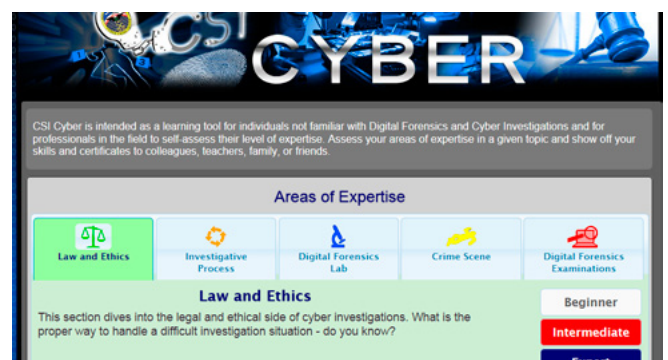 CSI
CYBER
CSI Cyber is intended as a learning tool for individuals not familiar with Digital Forensics and Cyber Investigations and for
professionals in the field to self-assess their level of expertise. Assess your areas of expertise in a given topic and show off your
skills and certificates to colleagues, teachers, family, or friends.
Areas of Expertise
Law and Ethics
Investigative
Process
Digital Forensics
Lab
Crime Scene
Digital Forensics
Examinations
Law and Ethics
This section dives into the legal and ethical side of cyber investigations. What is the
proper way to handle a difficult investigation situation - do you know?
Beginner
Intermediate
Expert